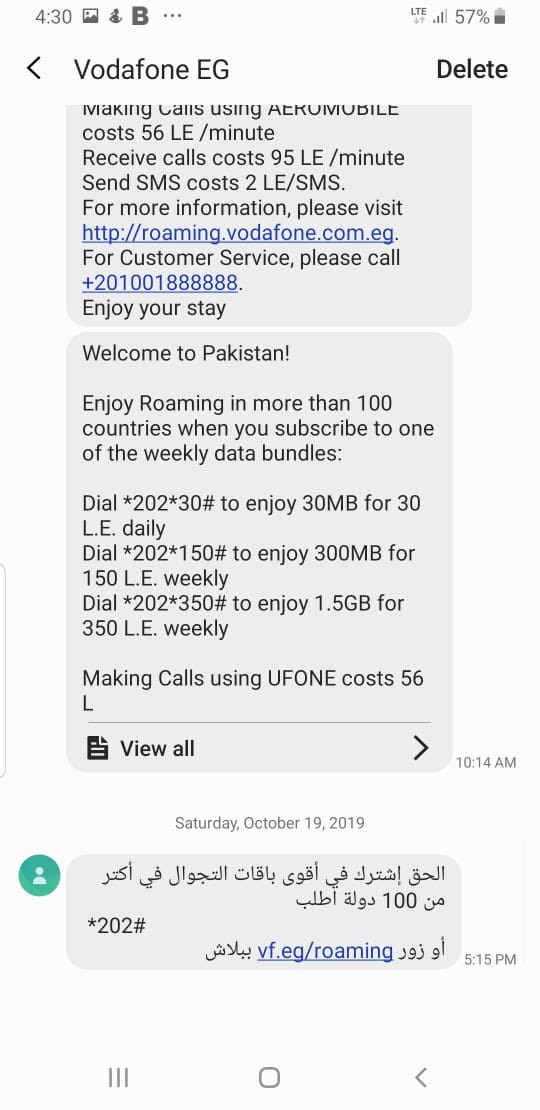 4:30 B ... LTE 57%
Vodafone EG Delete
Making Calls using AEROMOBILE
costs 56 LE /minute
Receive calls costs 95 LE /minute
Send SMS costs 2 LE/SMS.
For more information, please visit
http://roaming.vodafone.com.eg.
For Customer Service, please call
+201001888888.
Enjoy your stay
Welcome to Pakistan!
Enjoy Roaming in more than 100
countries when you subscribe to one
of the weekly data bundles:
Dial *202*30# to enjoy 30MB for 30
L.E. daily
Dial *202*150# to enjoy 300MB for
150 L.E. weekly
Dial *202*350# to enjoy 1.5GB for
350 L.E. weekly
Making Calls using UFONE costs 56
L
View all
10:14 AM
Saturday, October 19, 2019
الحق إشترك في أقوى باقات التجوال في أكتر
من 100 دولة اطلب
*202#
أو زور vf.eg/roaming ببلاش
5:15 PM